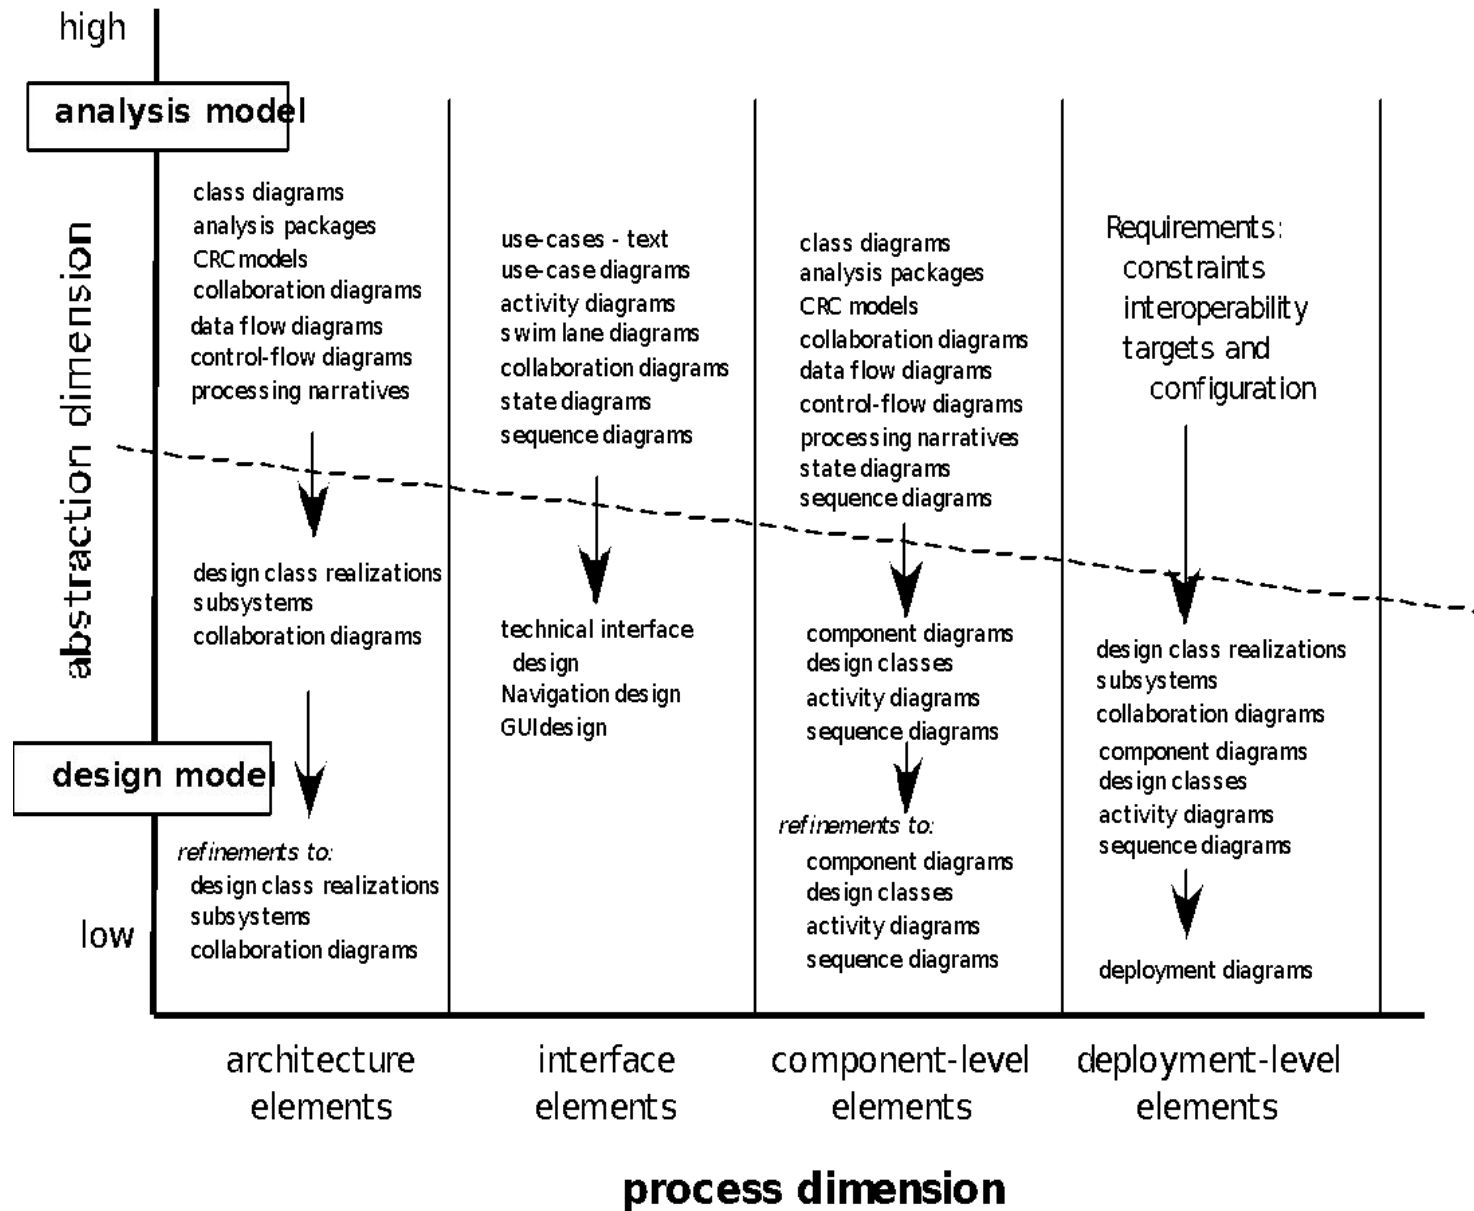 high
analysis model
abstraction dimension
class diagrams
analysis packages
CRC models
collaboration diagrams
data flow diagrams
control-flow diagrams
processing narratives
design class realizations
subsystems
collaboration diagrams
design model
refinements to:
design class realizations
subsystems
collaboration diagrams
low
use-cases - text
use-case diagrams
activity diagrams
swim lane diagrams
collaboration diagrams
state diagrams
sequence diagrams
technical interface
design
Navigation design
GUI design
class diagrams
analysis packages
CRC models
collaboration diagrams
data flow diagrams
control-flow diagrams
processing narratives
state diagrams
sequence diagrams
component diagrams
design classes
activity diagrams
sequence diagrams
refinements to:
component diagrams
design classes
activity diagrams
sequence diagrams
Requirements:
constraints
interoperability
targets and
configuration
design class realizations
subsystems
collaboration diagrams
component diagrams
design classes
activity diagrams
sequence diagrams
deployment diagrams
architecture
elements
interface
elements
component-level
elements
deployment-level
elements
process dimension